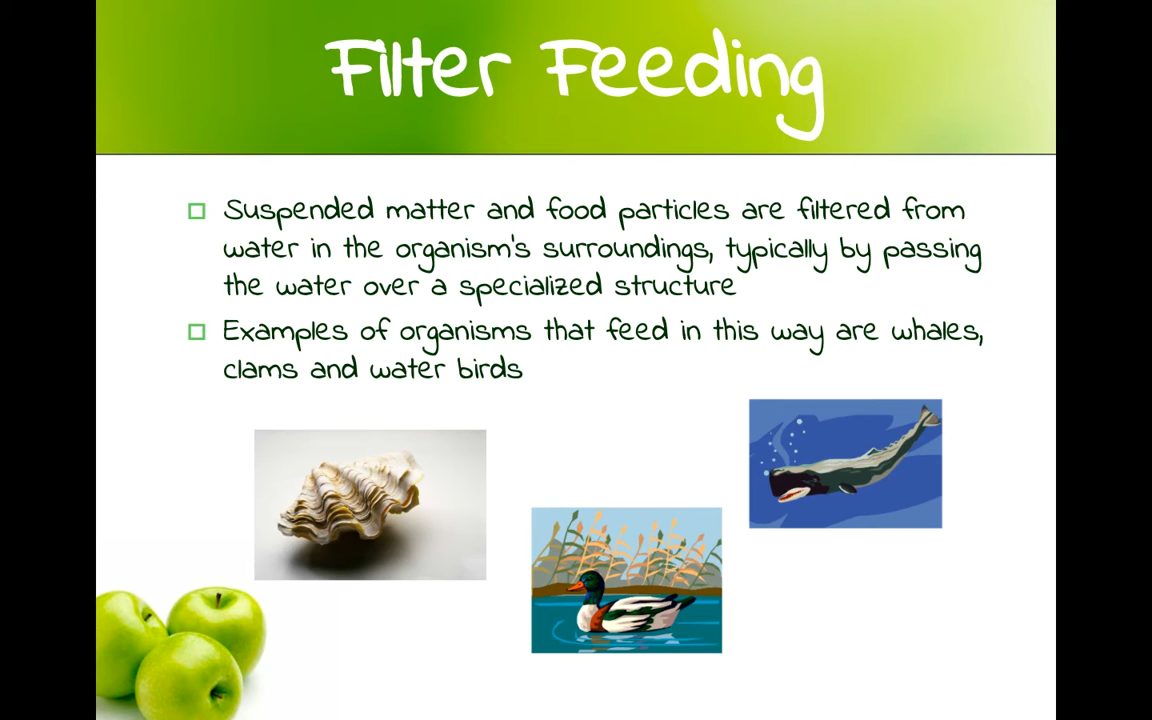 Filter Feeding
Suspended matter and food particles are filtered from
water in the organism's surroundings, typically by passing
the water over a specialized structure
Examples of organisms that feed in this way are whales,
clams and water birds